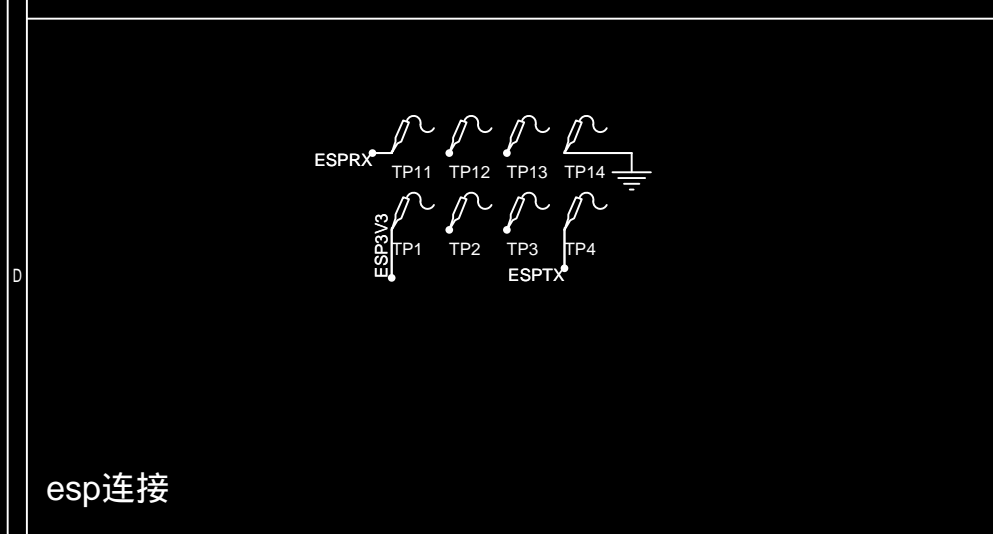 ESPRX
TP11 TP12 TP13 TP14
ESP3V3
TP1 TP2 TP3 TP4
ESPTX
D
esp连接